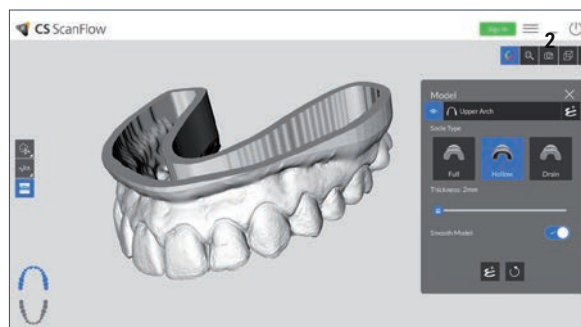 CS ScanFlow
Sign In
2
Model
Upper Arch
Socle Type
Full
Hollow
Drain
Thickness: 2mm
Smooth Model